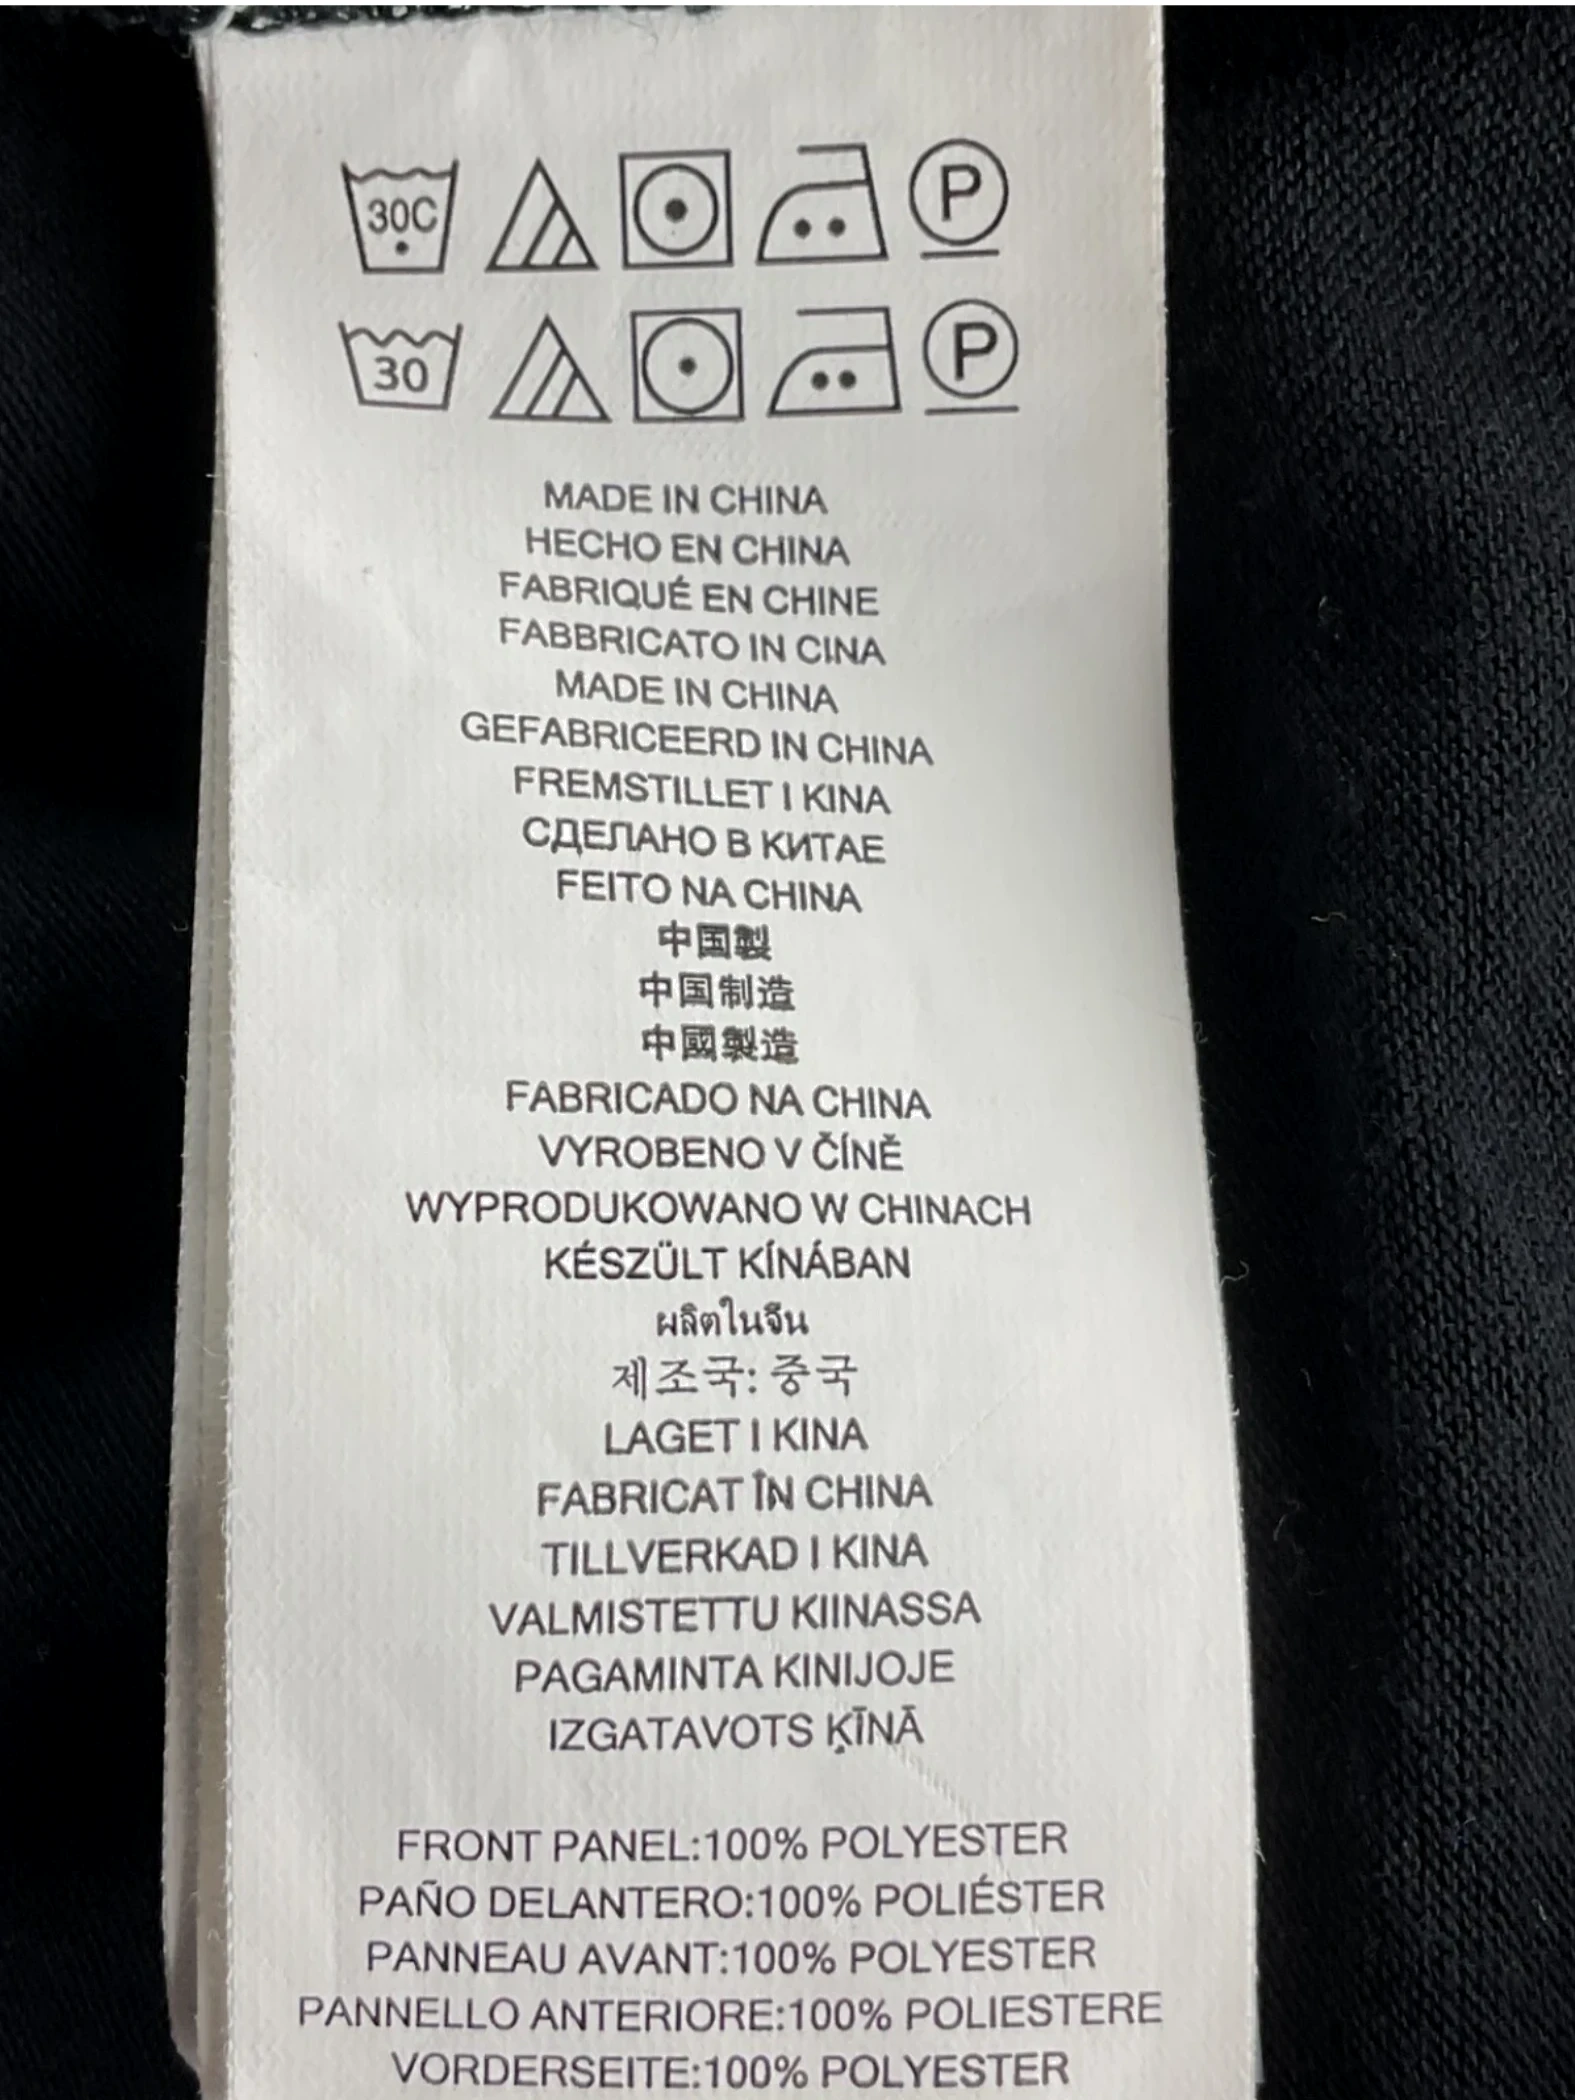 30C P
30 P
MADE IN CHINA
HECHO EN CHINA
FABRIQUÉ EN CHINE
FABBRICATO IN CINA
MADE IN CHINA
GEFABRICEERD IN CHINA
FREMSTILLET I KINA
СДЕЛАНО В КИТАЕ
FEITO NA CHINA
中国製
中国制造
中國製造
FABRICADO NA CHINA
VYROBENO V ČÍNĚ
WYPRODUKOWANO W CHINACH
KÉSZÜLT KÍNÁBAN
ผลิตในจีน
제조국: 중국
LAGET I KINA
FABRICAT ÎN CHINA
TILLVERKAD I KINA
VALMISTETTU KIINASSA
PAGAMINTA KINIJOJE
IZGATAVOTS ĶĪNĀ
FRONT PANEL:100% POLYESTER
PAÑO DELANTERO:100% POLIÉSTER
PANNEAU AVANT:100% POLYESTER
PANNELLO ANTERIORE:100% POLIESTERE
VORDERSEITE:100% POLYESTER